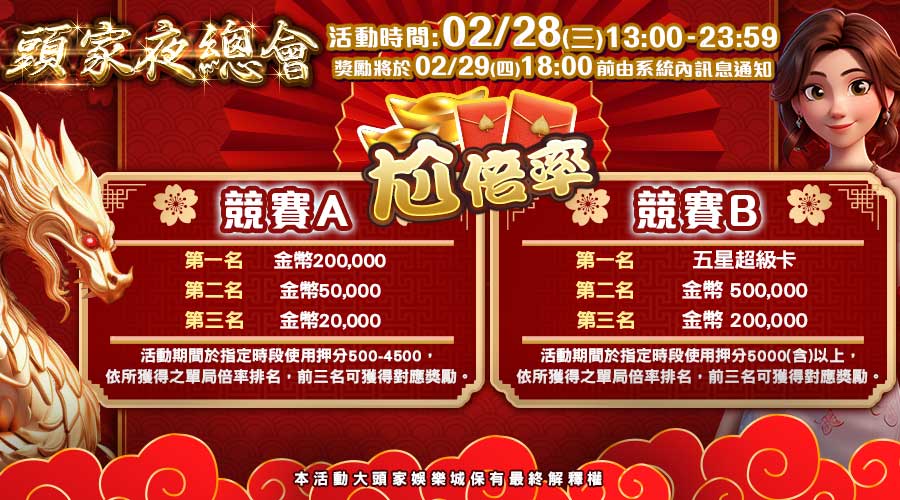 頭家夜總會
活動時間:02/28(三)13:00-23:59
獎勵將於 02/29(四)18:00 前由系統內訊息通知
尬倍率
競賽A
第一名 金幣200,000
第二名 金幣50,000
第三名 金幣20,000
活動期間於指定時段使用押分500-4500，
依所獲得之單局倍率排名，前三名可獲得對應獎勵。
競賽B
第一名 五星超級卡
第二名 金幣 500,000
第三名 金幣 200,000
活動期間於指定時段使用押分5000(含)以上，
依所獲得之單局倍率排名，前三名可獲得對應獎勵。
本活動大頭家娛樂城保有最終解釋權